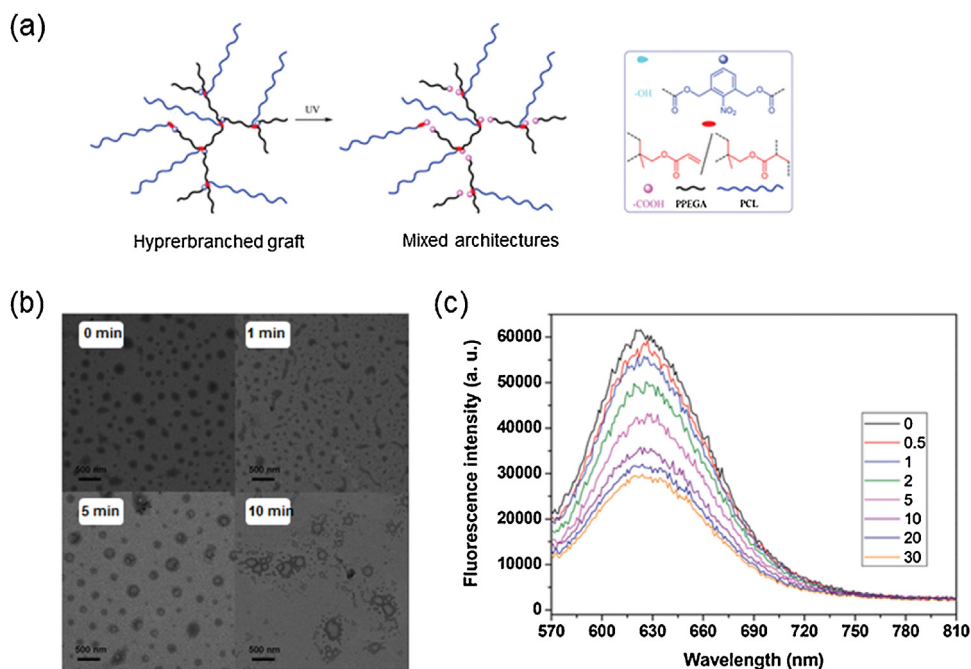 (a)
UV
Hyprerbranched graft
Mixed architectures
-OH
O
O
O
O
NO₂
O
O
O
O
-COOH PPEGA PCL
(b)
0 min
1 min
500 nm
500 nm
5 min
10 min
500 nm
500 nm
(c)
Fluorescence intensity (a. u.)
60000
50000
40000
30000
20000
10000
0
570 600 630 660 690 720 750 780 810
Wavelength (nm)
0
0.5
1
2
5
10
20
30